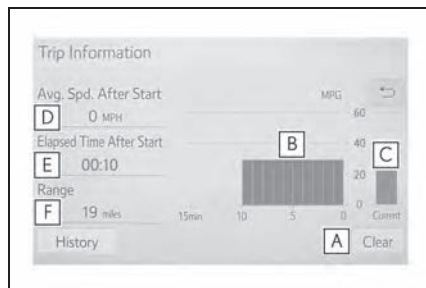 Trip Information
Avg. Spd. After Start
MPG
D 0 MPH
60
Elapsed Time After Start
B
40
E 00:10
C
20
Range
F 19 miles
0
15min 10 5 0 Current
History
A Clear